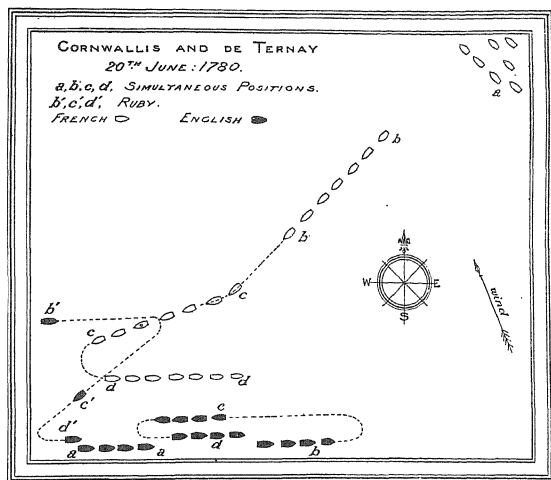 CORNWALLIS AND DE TERNAY
20TH JUNE: 1780.
a, b, c, d, SIMULTANEOUS POSITIONS.
b', c', d', RUBY.
FRENCH ENGLISH
a
b
b
N
W E
S
wind
b'
c
c
c'
d d
d'
a a
c
d
b